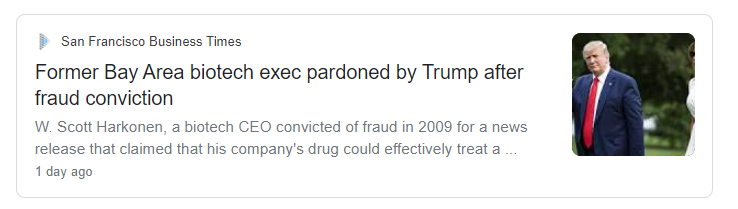 San Francisco Business Times
Former Bay Area biotech exec pardoned by Trump after
fraud conviction
W. Scott Harkonen, a biotech CEO convicted of fraud in 2009 for a news
release that claimed that his company's drug could effectively treat a ...
1 day ago